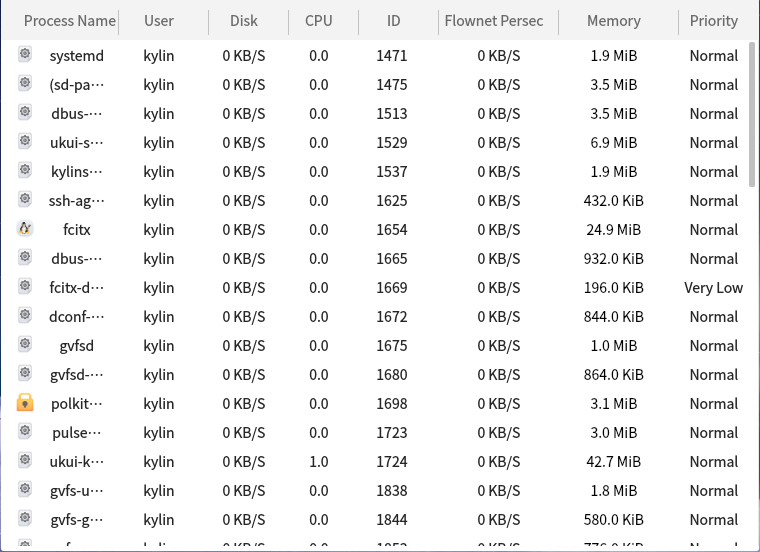 Process Name User Disk CPU ID Flownet Persec Memory Priority
systemd kylin 0 KB/S 0.0 1471 0 KB/S 1.9 MiB Normal
(sd-pa··· kylin 0 KB/S 0.0 1475 0 KB/S 3.5 MiB Normal
dbus-··· kylin 0 KB/S 0.0 1513 0 KB/S 3.5 MiB Normal
ukui-s··· kylin 0 KB/S 0.0 1529 0 KB/S 6.9 MiB Normal
kylins··· kylin 0 KB/S 0.0 1537 0 KB/S 1.9 MiB Normal
ssh-ag··· kylin 0 KB/S 0.0 1625 0 KB/S 432.0 KiB Normal
fcitx kylin 0 KB/S 0.0 1654 0 KB/S 24.9 MiB Normal
dbus-··· kylin 0 KB/S 0.0 1665 0 KB/S 932.0 KiB Normal
fcitx-d··· kylin 0 KB/S 0.0 1669 0 KB/S 196.0 KiB Very Low
dconf-··· kylin 0 KB/S 0.0 1672 0 KB/S 844.0 KiB Normal
gvfsd kylin 0 KB/S 0.0 1675 0 KB/S 1.0 MiB Normal
gvfsd-··· kylin 0 KB/S 0.0 1680 0 KB/S 864.0 KiB Normal
polkit··· kylin 0 KB/S 0.0 1698 0 KB/S 3.1 MiB Normal
pulse··· kylin 0 KB/S 0.0 1723 0 KB/S 3.0 MiB Normal
ukui-k··· kylin 0 KB/S 1.0 1724 0 KB/S 42.7 MiB Normal
gvfs-u··· kylin 0 KB/S 0.0 1838 0 KB/S 1.8 MiB Normal
gvfs-g··· kylin 0 KB/S 0.0 1844 0 KB/S 580.0 KiB Normal